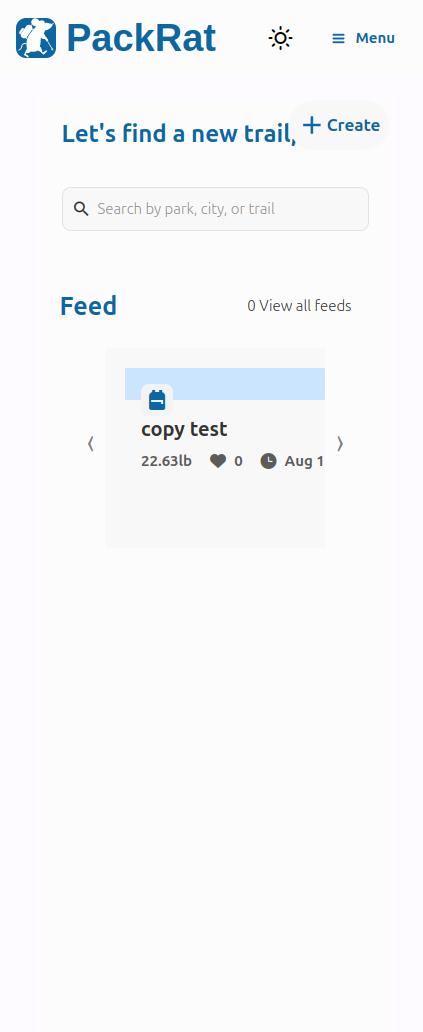 PackRat
Menu
Let's find a new trail,
Create
Search by park, city, or trail
Feed
0 View all feeds
copy test
22.63lb 0 Aug 1